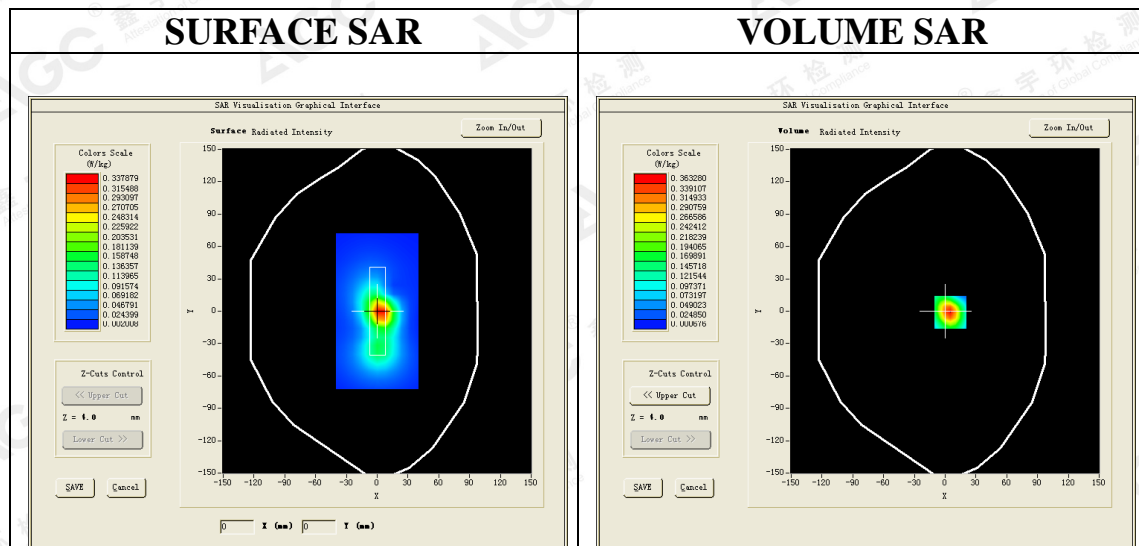 SURFACE SAR
VOLUME SAR
SAR Visualisation Graphical Interface
Surface Radiated Intensity
Zoom In/Out
Colors Scale
(W/kg)
0.337879
0.315488
0.293097
0.270705
0.248314
0.225922
0.203531
0.181139
0.158748
0.136357
0.113965
0.091574
0.069182
0.046791
0.024399
0.002008
150
120
90
60
30
0
-30
-60
-90
-120
-150
Y
-150 -120 -90 -60 -30 0 30 60 90 120 150
X
Z-Cuts Control
<< Upper Cut
Z = 4.0 mm
Lower Cut >>
SAVE
Cancel
0 X (mm) 0 Y (mm)
SAR Visualisation Graphical Interface
Volume Radiated Intensity
Zoom In/Out
Colors Scale
(W/kg)
0.363280
0.339107
0.314933
0.290759
0.266586
0.242412
0.218239
0.194065
0.169891
0.145718
0.121544
0.097371
0.073197
0.049023
0.024850
0.000676
150
120
90
60
30
0
-30
-60
-90
-120
-150
Y
-150 -120 -90 -60 -30 0 30 60 90 120 150
X
Z-Cuts Control
<< Upper Cut
Z = 4.0 mm
Lower Cut >>
SAVE
Cancel